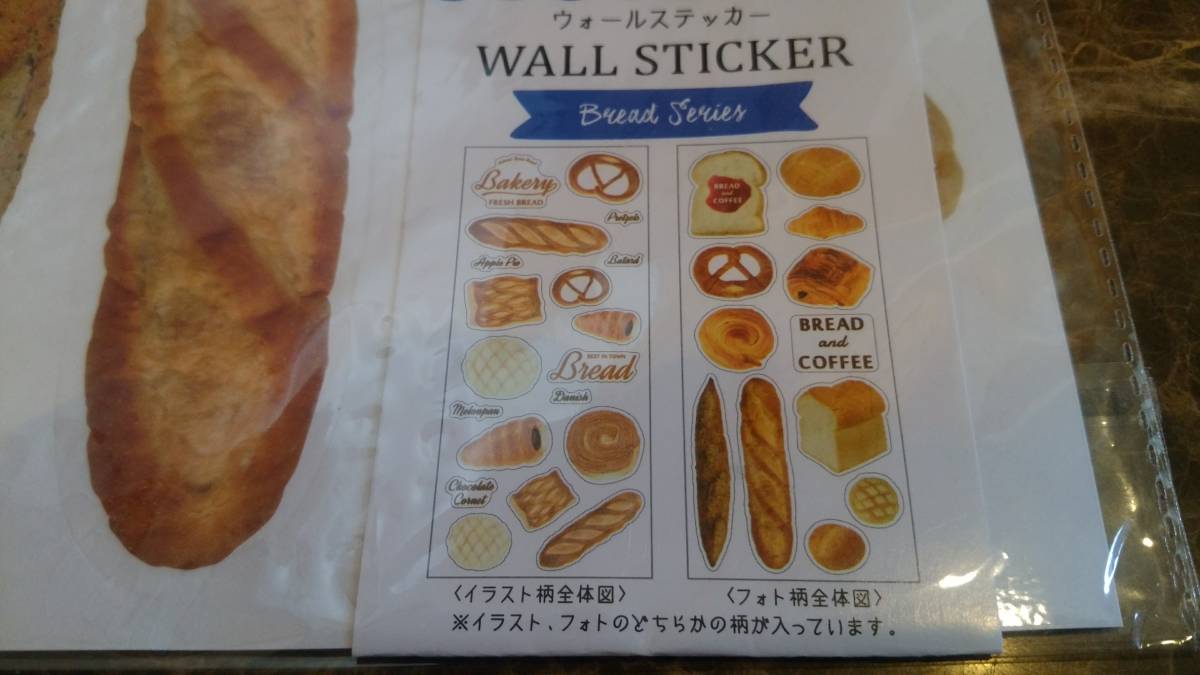 ウォールステッカー
WALL STICKER
Bread Series
Bakery
FRESH BREAD
Pretzels
Apple Pie
Batard
BEST IN TOWN
Bread
Danish
Melonpan
Chocolate
Cornet
〈イラスト柄全体図〉
BREAD
and
COFFEE
BREAD
and
COFFEE
〈フォト柄全体図〉
※イラスト、フォトのどちらかの柄が入っています。